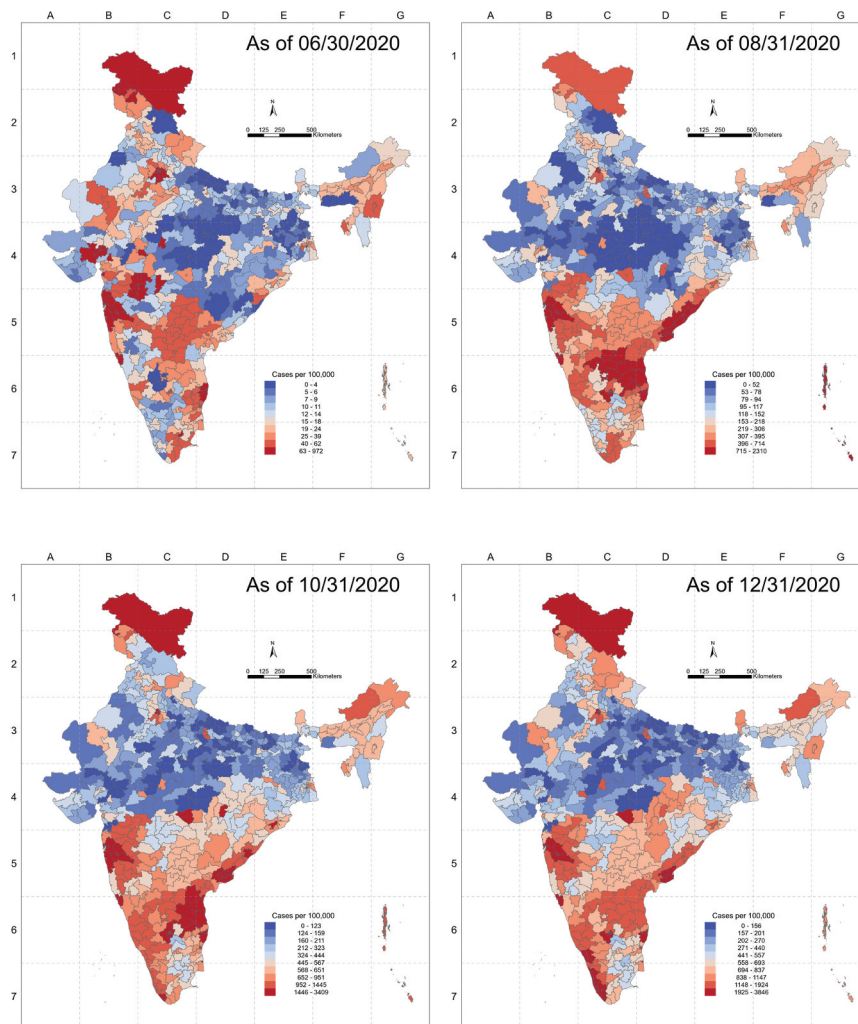 A B C D E F G
As of 06/30/2020
1
2
3
4
5
6
7
N
0 125 250 500
Kilometers
Cases per 100,000
0 - 4
5 - 6
7 - 9
10 - 11
12 - 14
15 - 18
19 - 24
25 - 39
40 - 62
63 - 972
A B C D E F G
As of 08/31/2020
1
2
3
4
5
6
7
N
0 125 250 500
Kilometers
Cases per 100,000
0 - 52
53 - 78
79 - 94
95 - 117
118 - 152
153 - 218
219 - 306
307 - 395
396 - 714
715 - 2310
A B C D E F G
As of 10/31/2020
1
2
3
4
5
6
7
N
0 125 250 500
Kilometers
Cases per 100,000
0 - 123
124 - 159
160 - 211
212 - 323
324 - 444
445 - 567
568 - 651
652 - 951
952 - 1445
1446 - 3409
A B C D E F G
As of 12/31/2020
1
2
3
4
5
6
7
N
0 125 250 500
Kilometers
Cases per 100,000
0 - 156
157 - 201
202 - 270
271 - 440
441 - 557
558 - 693
694 - 837
838 - 1147
1148 - 1924
1925 - 3846